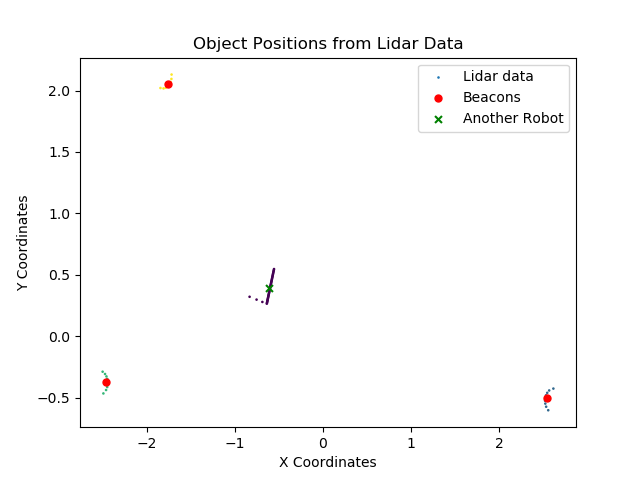 Object Positions from Lidar Data
Lidar data
Beacons
Another Robot
2.0
1.5
1.0
0.5
0.0
−0.5
Y Coordinates
−2
−1
0
1
2
X Coordinates